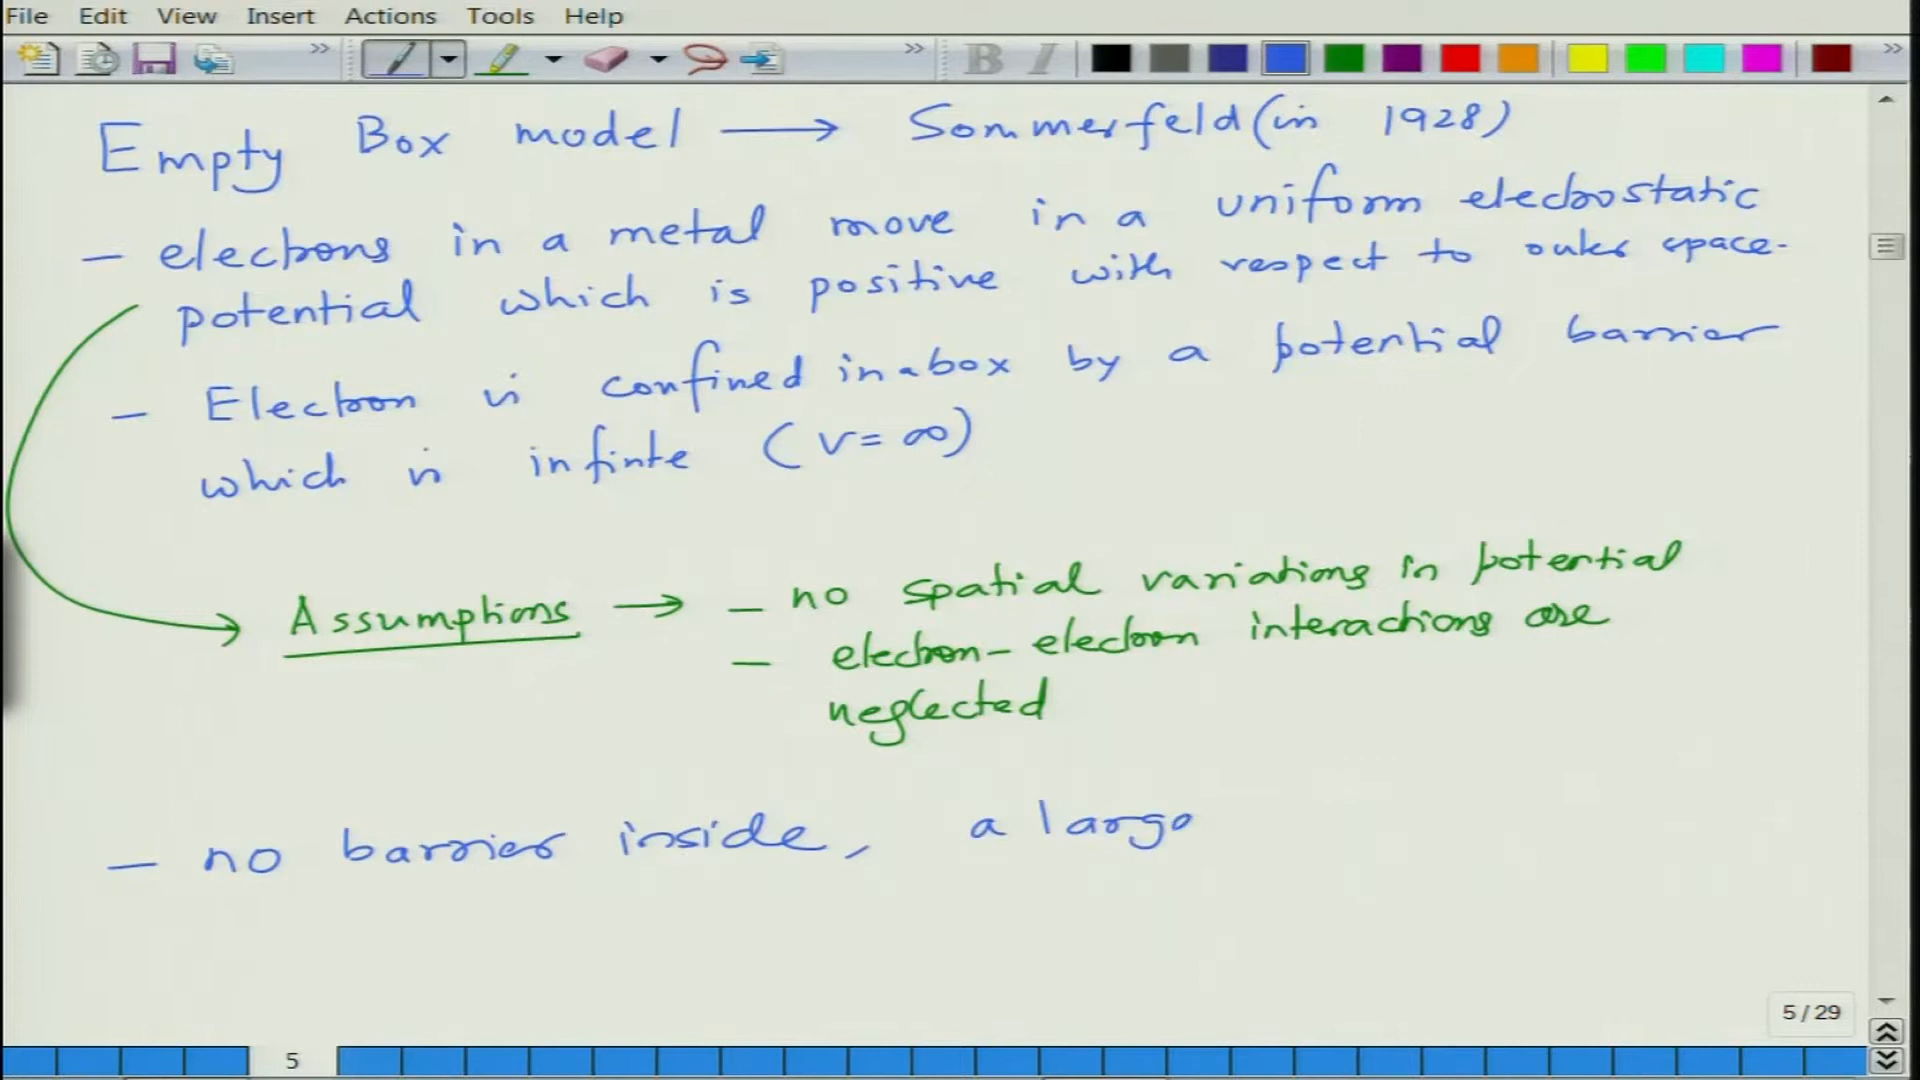 File Edit View Insert Actions Tools Help
B I
Empty Box model → Sommerfeld (in 1928)
- electrons in a metal move in a uniform electrostatic
potential which is positive with respect to outer space.
- Electron is confined in a box by a potential barrier
which is infinte (V=∞)
Assumptions → - no spatial variations in potential
- electron-electron interactions are
neglected
- no barrier inside, a large
5/29
5